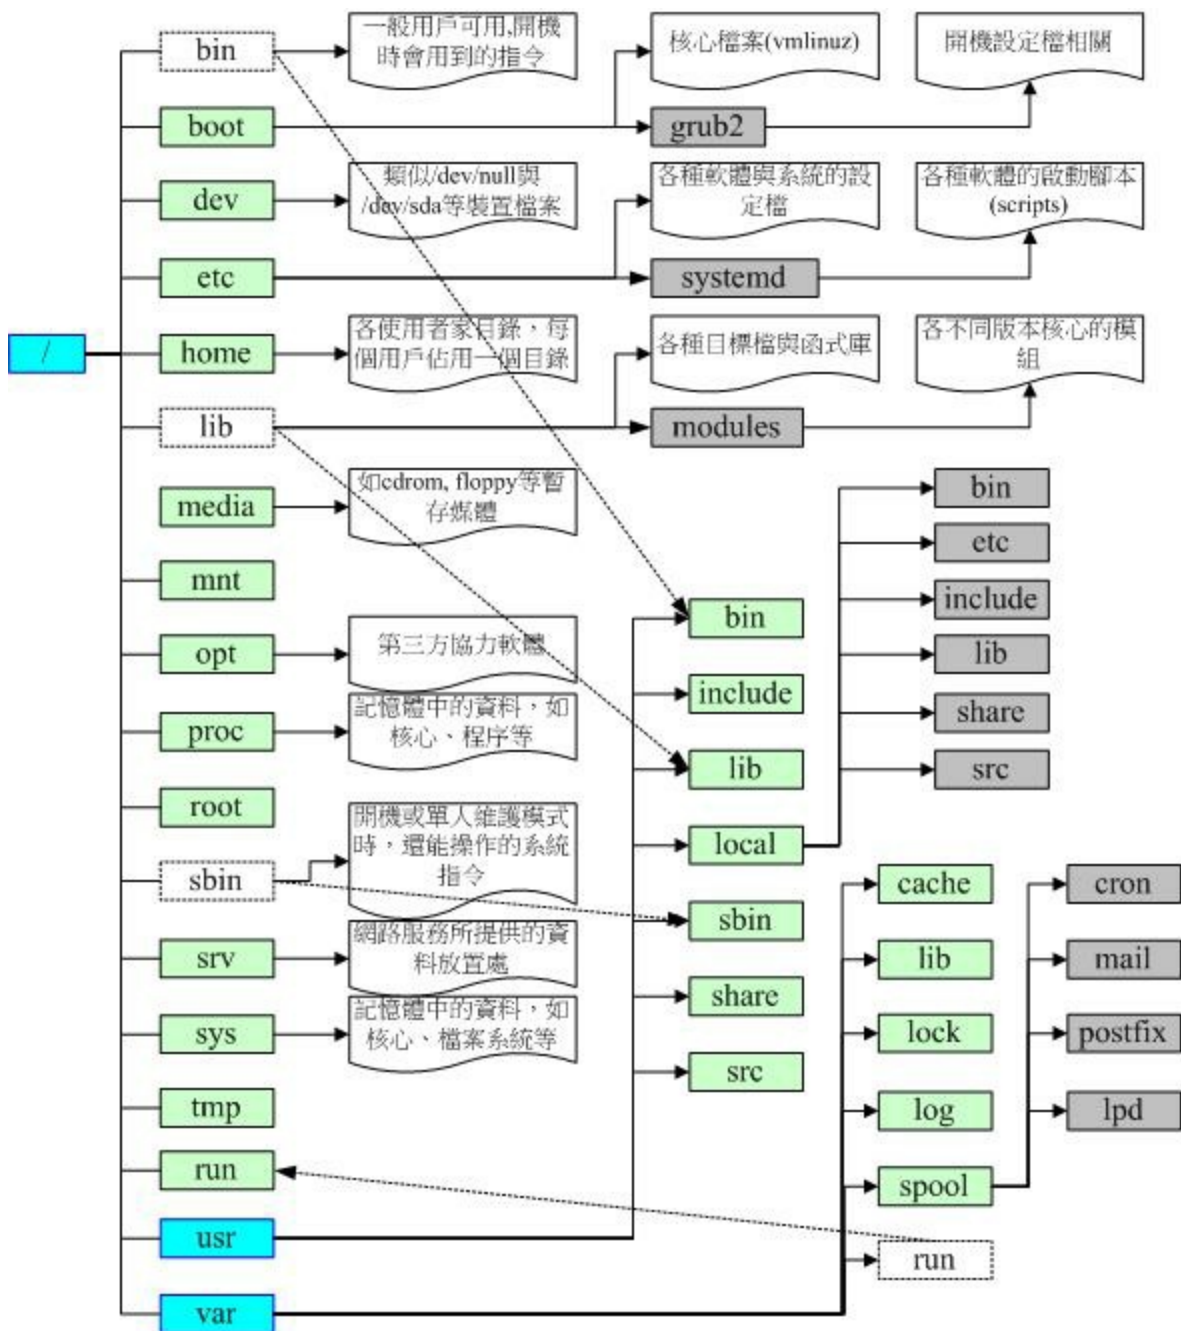 /
bin
一般用戶可用,開機
時會用到的指令
核心檔案(vmlinuz)
開機設定檔相關
boot
grub2
dev
類似/dev/null與
/dev/sda等裝置檔案
各種軟體與系統的設
定檔
各種軟體的啟動腳本
(scripts)
etc
systemd
home
各使用者家目錄，每
個用戶佔用一個目錄
各種目標檔與函式庫
各不同版本核心的模
組
lib
modules
media
如cdrom, floppy等暫
存媒體
mnt
opt
第三方協力軟體
proc
記憶體中的資料，如
核心、程序等
root
sbin
開機或單人維護模式
時，還能操作的系統
指令
srv
網路服務所提供的資
料放置處
sys
記憶體中的資料，如
核心、檔案系統等
tmp
run
usr
var
bin
include
lib
local
sbin
share
src
bin
etc
include
lib
share
src
cache
lib
lock
log
spool
run
cron
mail
postfix
lpd